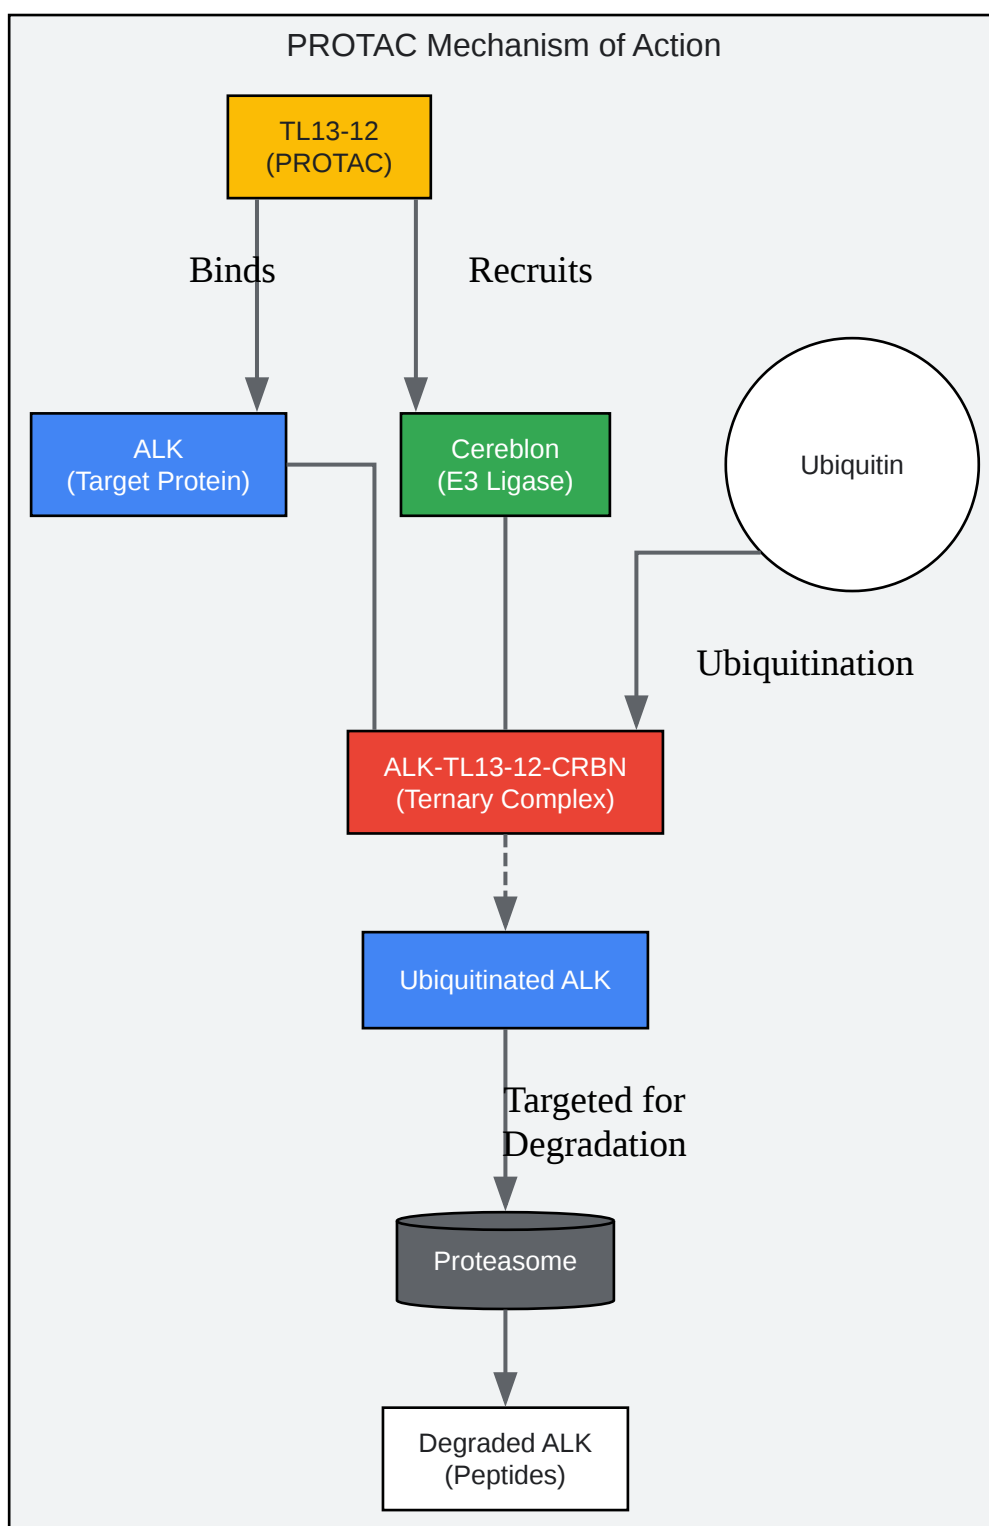 PROTAC Mechanism of Action
TL13-12
(PROTAC)
Binds
Recruits
ALK
(Target Protein)
Cereblon
(E3 Ligase)
Ubiquitin
Ubiquitination
ALK-TL13-12-CRBN
(Ternary Complex)
Ubiquitinated ALK
Targeted for
Degradation
Proteasome
Degraded ALK
(Peptides)